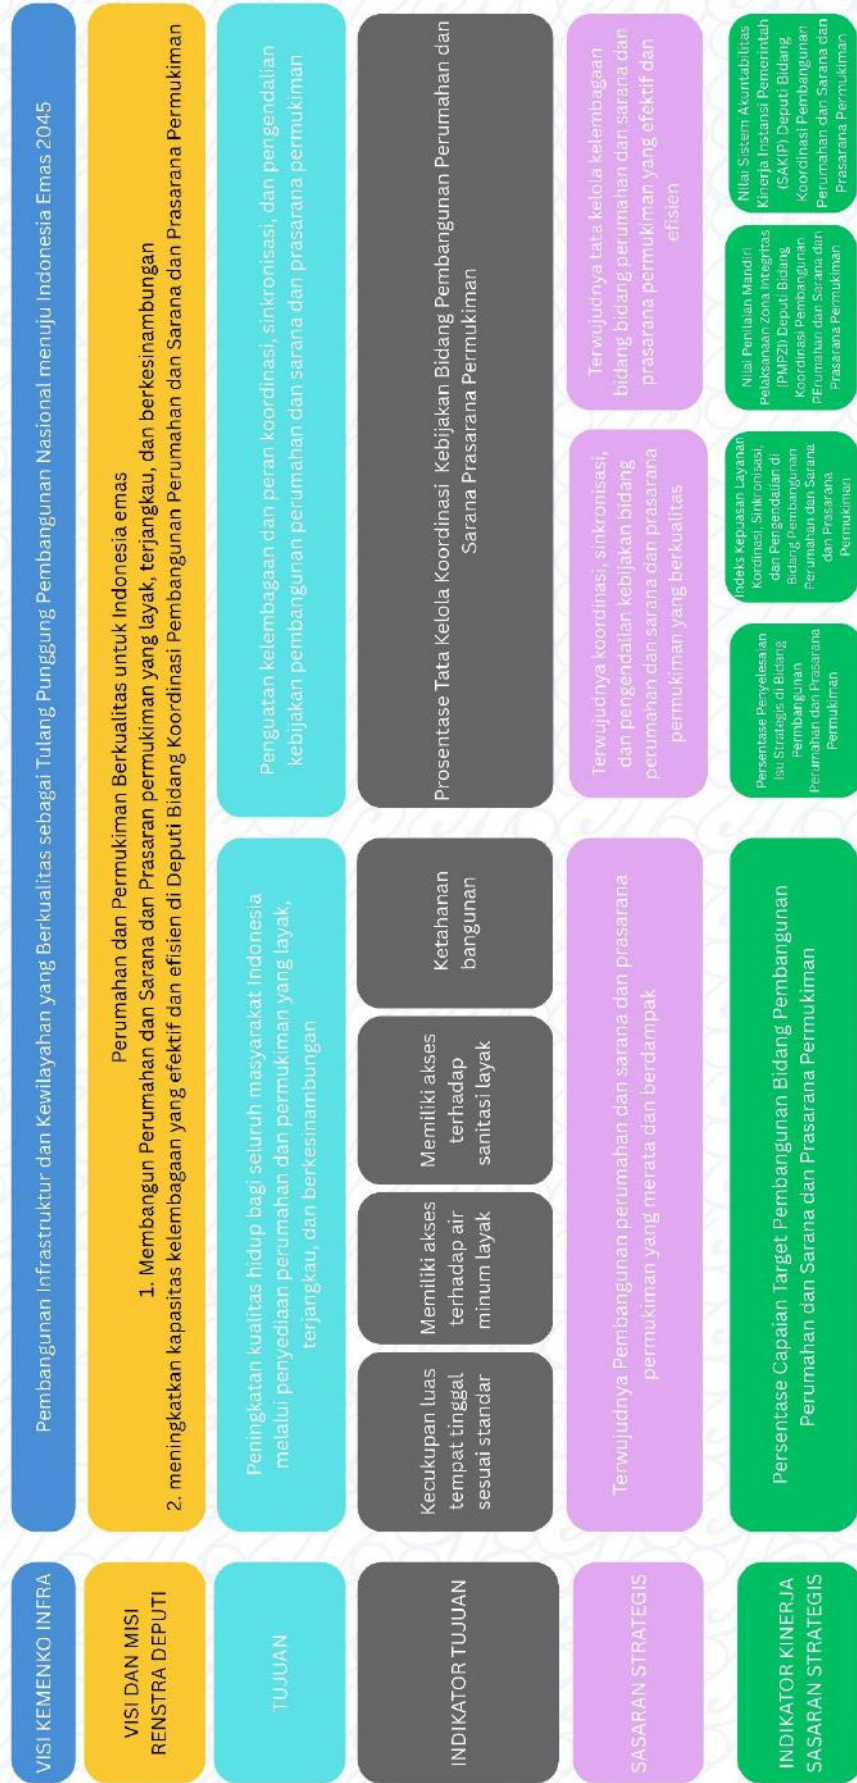 VISI KEMENKO INFRA
Pembangunan Infrastruktur dan Kewilayahan yang Berkualitas sebagai Tulang Punggung Pembangunan Nasional menuju Indonesia Emas 2045
VISI DAN MISI
RENSTRA DEPUTI
Perumahan dan Permukiman Berkualitas untuk Indonesia emas
1. Membangun Perumahan dan Sarana dan Prasaran permukiman yang layak, terjangkau, dan berkesinambungan
2. meningkatkan kapasitas kelembagaan yang efektif dan efisien di Deputi Bidang Koordinasi Pembangunan Perumahan dan Sarana dan Prasarana Permukiman
TUJUAN
Peningkatan kualitas hidup bagi seluruh masyarakat Indonesia
melalui penyediaan perumahan dan permukiman yang layak,
terjangkau, dan berkesinambungan
Penguatan kelembagaan dan peran koordinasi, sinkronisasi, dan pengendalian
kebijakan pembangunan perumahan dan sarana dan prasarana permukiman
INDIKATOR TUJUAN
Kecukupan luas
tempat tinggal
sesuai standar
Memiliki akses
terhadap air
minum layak
Memiliki akses
terhadap
sanitasi layak
Ketahanan
bangunan
Prosentase Tata Kelola Koordinasi Kebijakan Bidang Pembangunan Perumahan dan
Sarana Prasarana Permukiman
SASARAN STRATEGIS
Terwujudnya Pembangunan perumahan dan sarana dan prasarana
permukiman yang merata dan berdampak
Terwujudnya koordinasi, sinkronisasi,
dan pengendalian kebijakan bidang
perumahan dan sarana dan prasarana
permukiman yang berkualitas
Terwujudnya tata kelola kelembagaan
bidang bidang perumahan dan sarana dan
prasarana permukiman yang efektif dan
efisien
INDIKATOR KINERJA
SASARAN STRATEGIS
Persentase Capaian Target Pembangunan Bidang Pembangunan
Perumahan dan Sarana dan Prasarana Permukiman
Persentase Penyelesaian
Isu Strategis di Bidang
Permbangunan
Perumahan dan Prasarana
Permukiman
Indeks Kepuasan Layanan
Kordinasi, Sinkronisasi,
dan Pengendalian di
Bidang Pembangunan
Perumahan dan Sarana
dan Prasarana
Permukiman
Nilai Penilaian Mandiri
Pelaksanaan Zona Integritas
(PMPZI) Deputi Bidang
Koordinasi Pembangunan
pErumahan dan Sarana dan
Prasarana Permukiman
Nilai Sistem Akuntabilitas
Kinerja Instansi Pemerintah
(SAKIP) Deputi Bidang
Koordinasi Pembangunan
Perumahan dan Sarana dan
Prasarana Permukiman